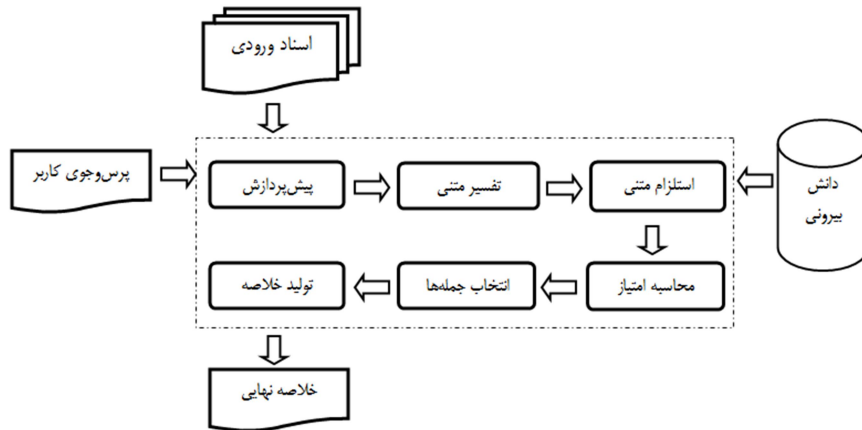 اسناد ورودی
پرس‌وجوی کاربر
دانش
بیرونی
پیش‌پردازش
تفسیر متنی
استلزام متنی
محاسبه امتیاز
انتخاب جمله‌ها
تولید خلاصه
خلاصه نهایی